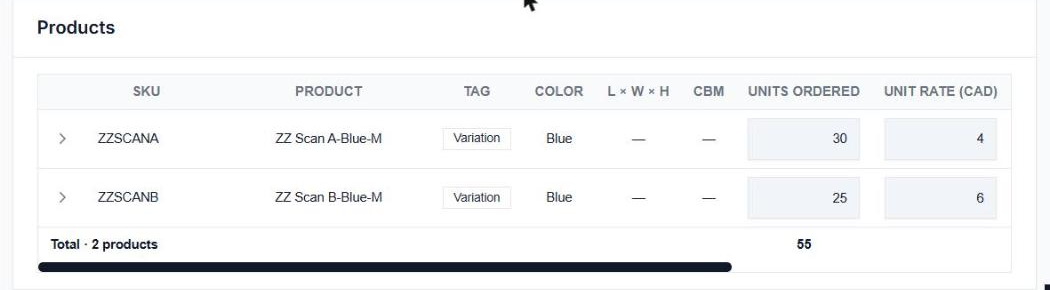 Products
SKU PRODUCT TAG COLOR L × W × H CBM UNITS ORDERED UNIT RATE (CAD)
ZZSCANA ZZ Scan A-Blue-M Variation Blue — — 30 4
ZZSCANB ZZ Scan B-Blue-M Variation Blue — — 25 6
Total · 2 products 55